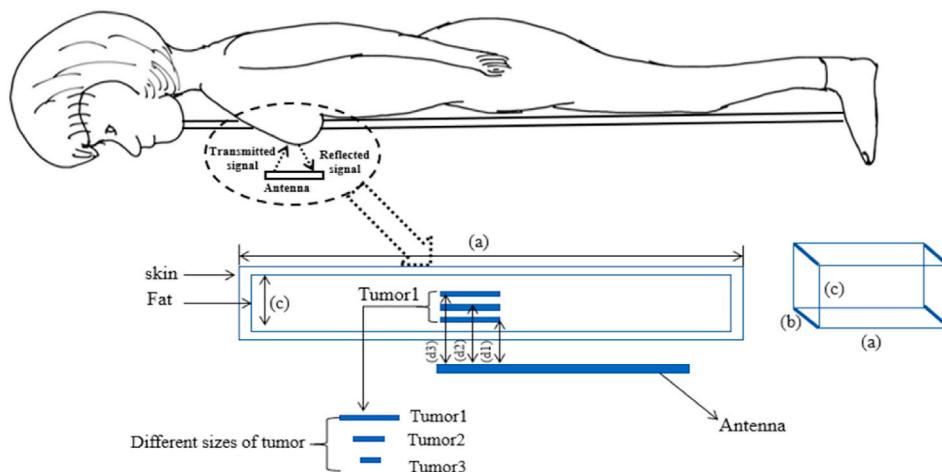 Transmitted
signal
Reflected
signal
Antenna
(a)
skin
Fat
(c)
Tumor1
(d3)
(d2)
(d1)
(c)
(b)
(a)
Antenna
Different sizes of tumor
Tumor1
Tumor2
Tumor3